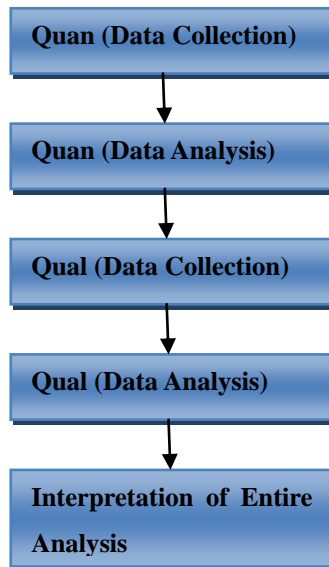 Quan (Data Collection)
Quan (Data Analysis)
Qual (Data Collection)
Qual (Data Analysis)
Interpretation of Entire
Analysis